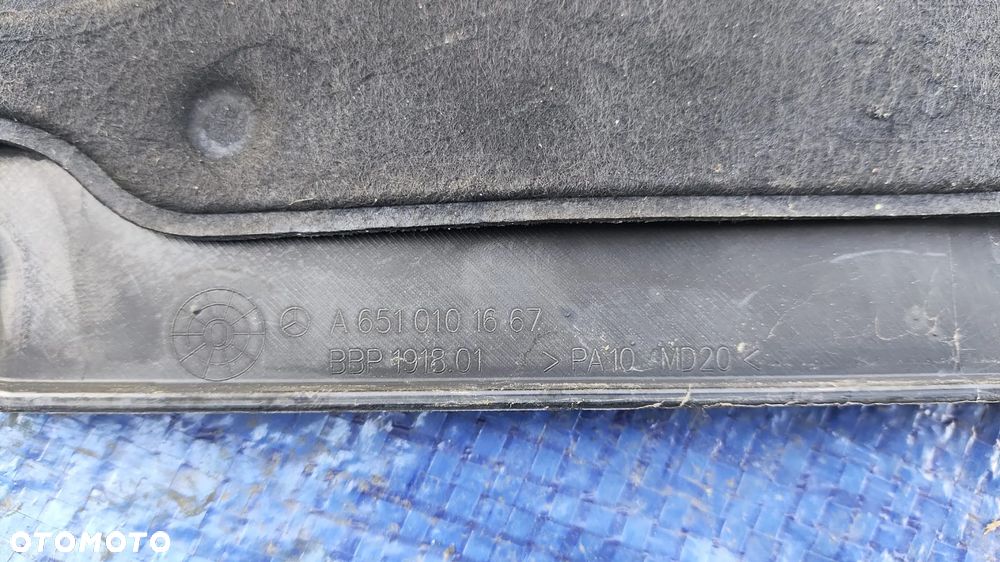 A 651 010 16 67
BBP 1918.01 > PA10 MD20 <
OTOMOTO